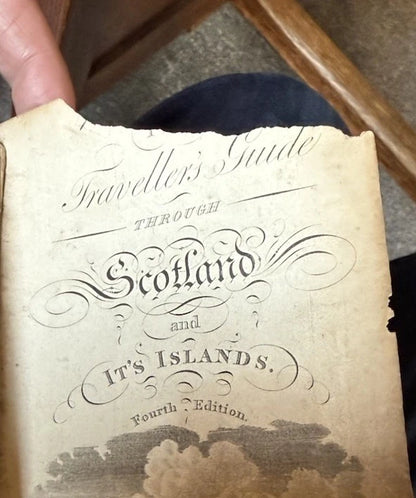 Traveller's Guide
THROUGH
Scotland
and
IT'S ISLANDS.
Fourth Edition.